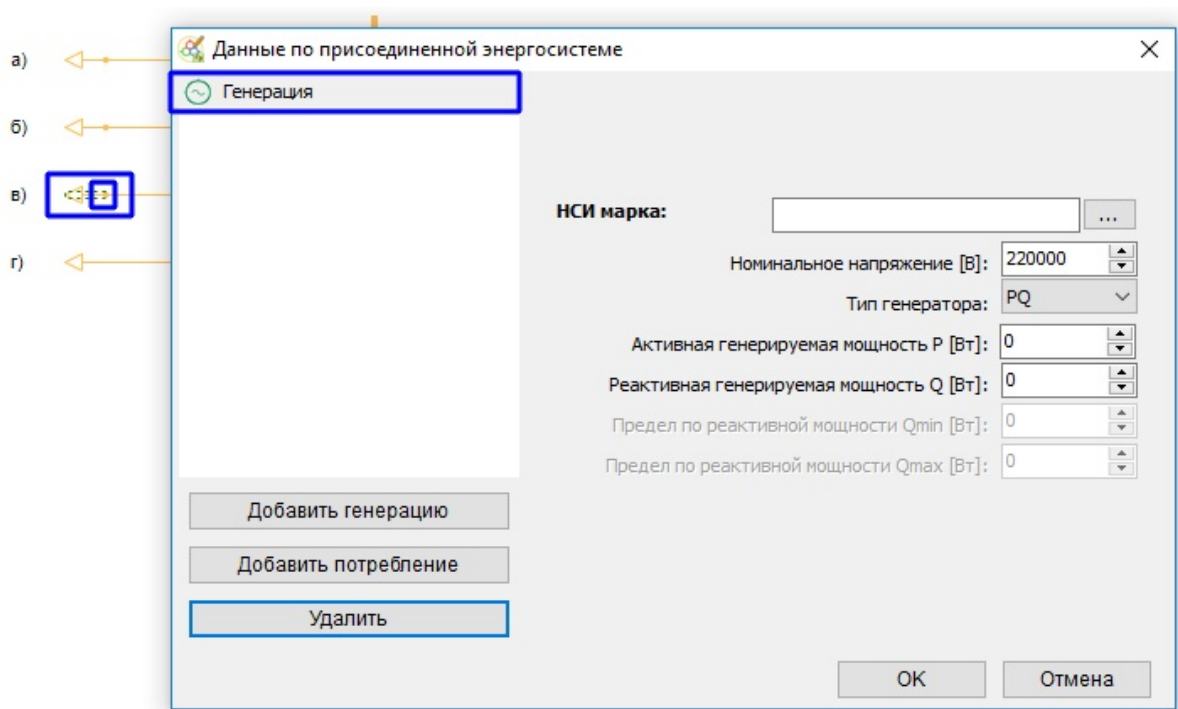 Данные по присоединенной энергосистеме
а)
Генерация
б)
в)
г)
НСИ марка:
...
Номинальное напряжение [В]: 220000
Тип генератора: PQ
Активная генерируемая мощность P [Вт]: 0
Реактивная генерируемая мощность Q [Вт]: 0
Предел по реактивной мощности Qmin [Вт]: 0
Предел по реактивной мощности Qmax [Вт]: 0
Добавить генерацию
Добавить потребление
Удалить
OK Отмена